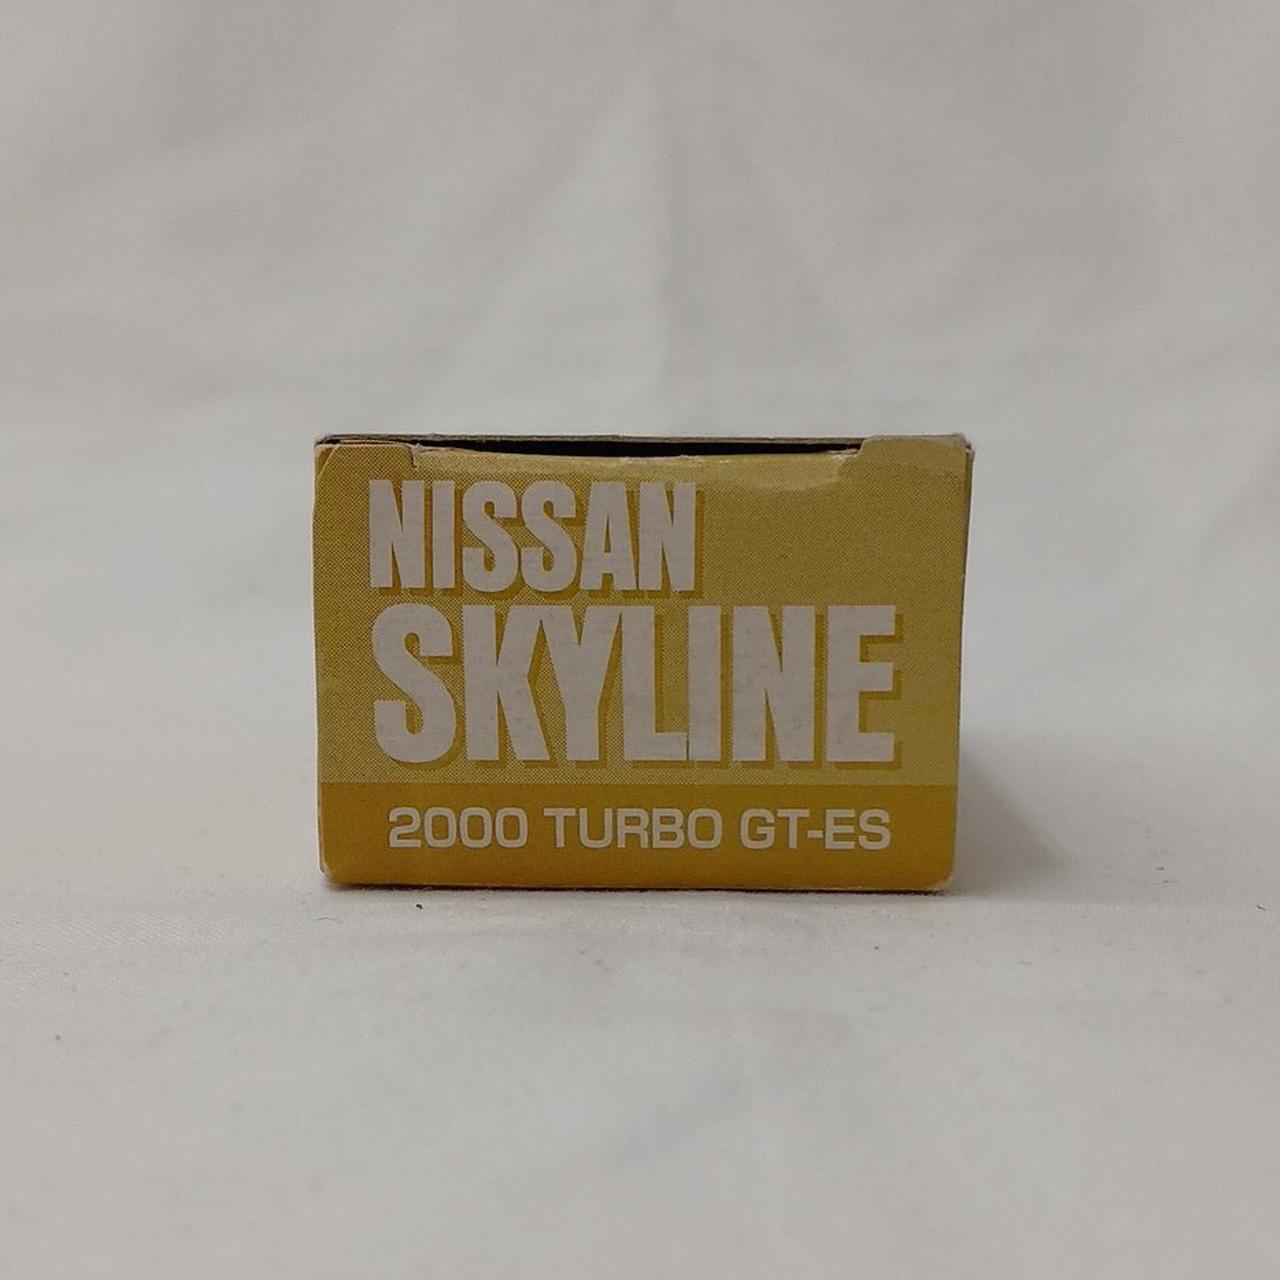 NISSAN
SKYLINE
2000 TURBO GT-ES